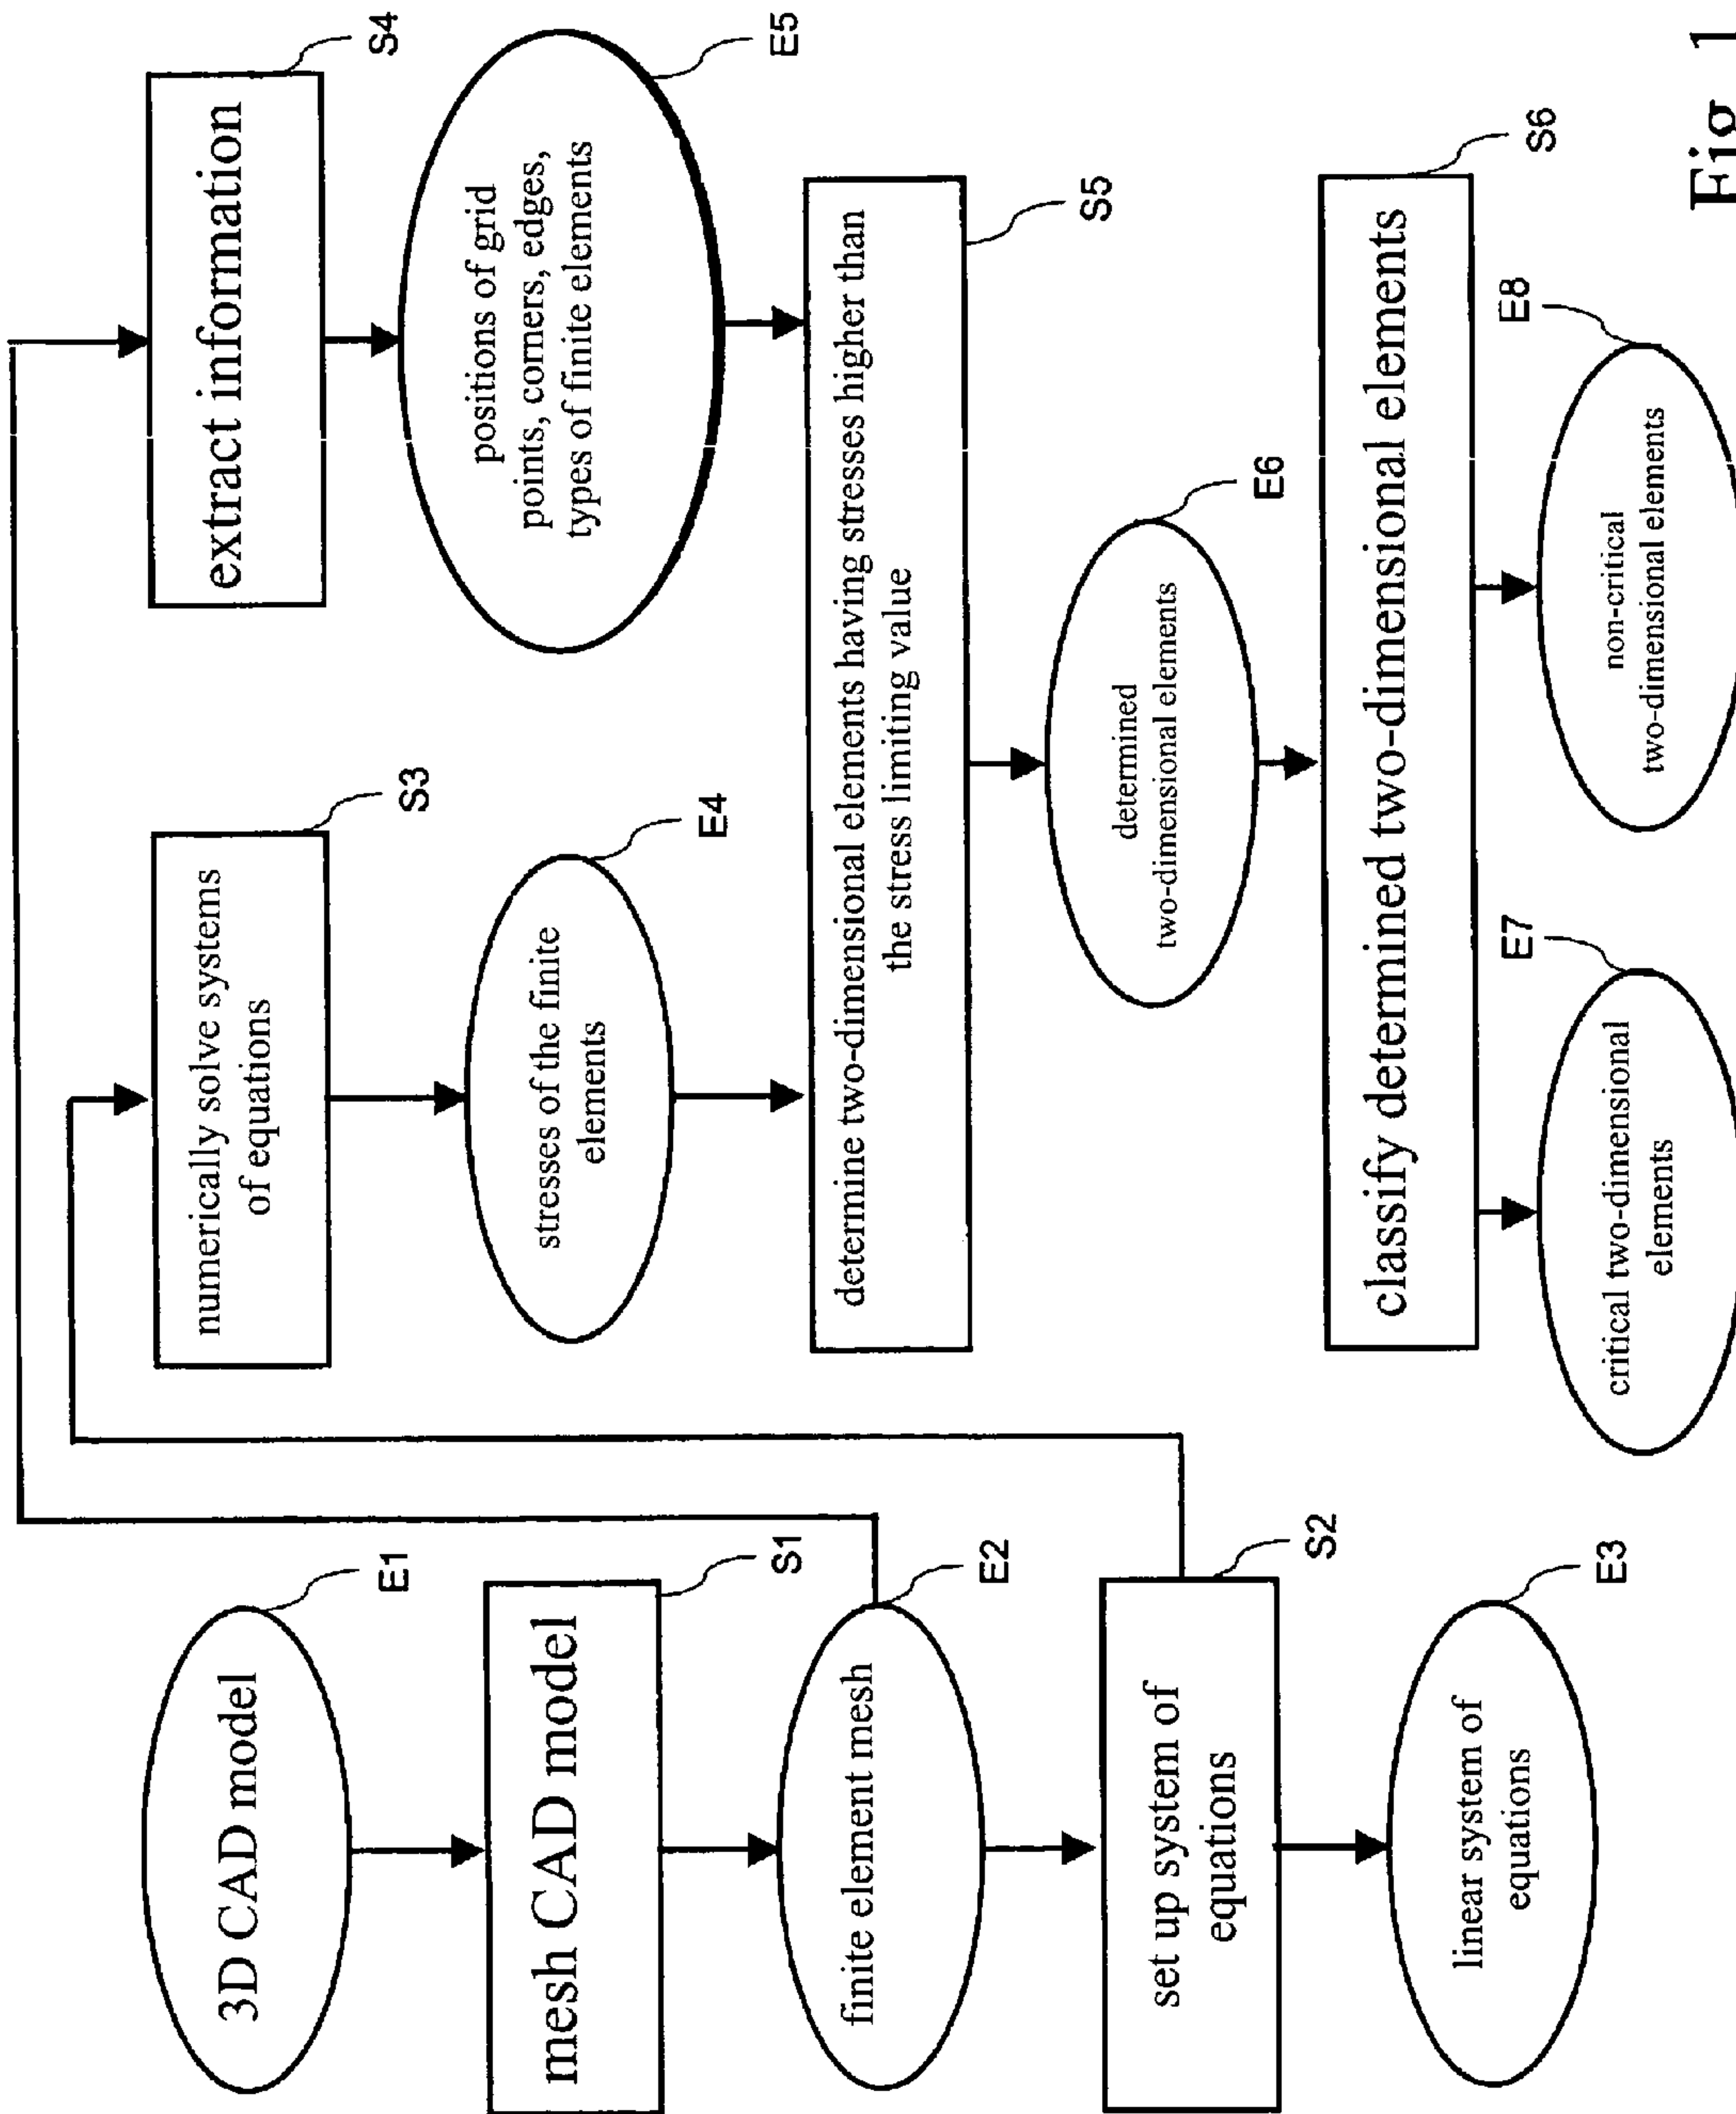 3D CAD model
E1
mesh CAD model
S1
finite element mesh
E2
set up system of
equations
S2
linear system of
equations
E3
numerically solve systems
of equations
S3
stresses of the finite
elements
E4
extract information
S4
positions of grid
points, corners, edges,
types of finite elements
E5
determine two-dimensional elements having stresses higher than
the stress limiting value
S5
determined
two-dimensional elements
E6
classify determined two-dimensional elements
S6
critical two-dimensional
elements
E7
non-critical
two-dimensional elements
E8
Fig. 1